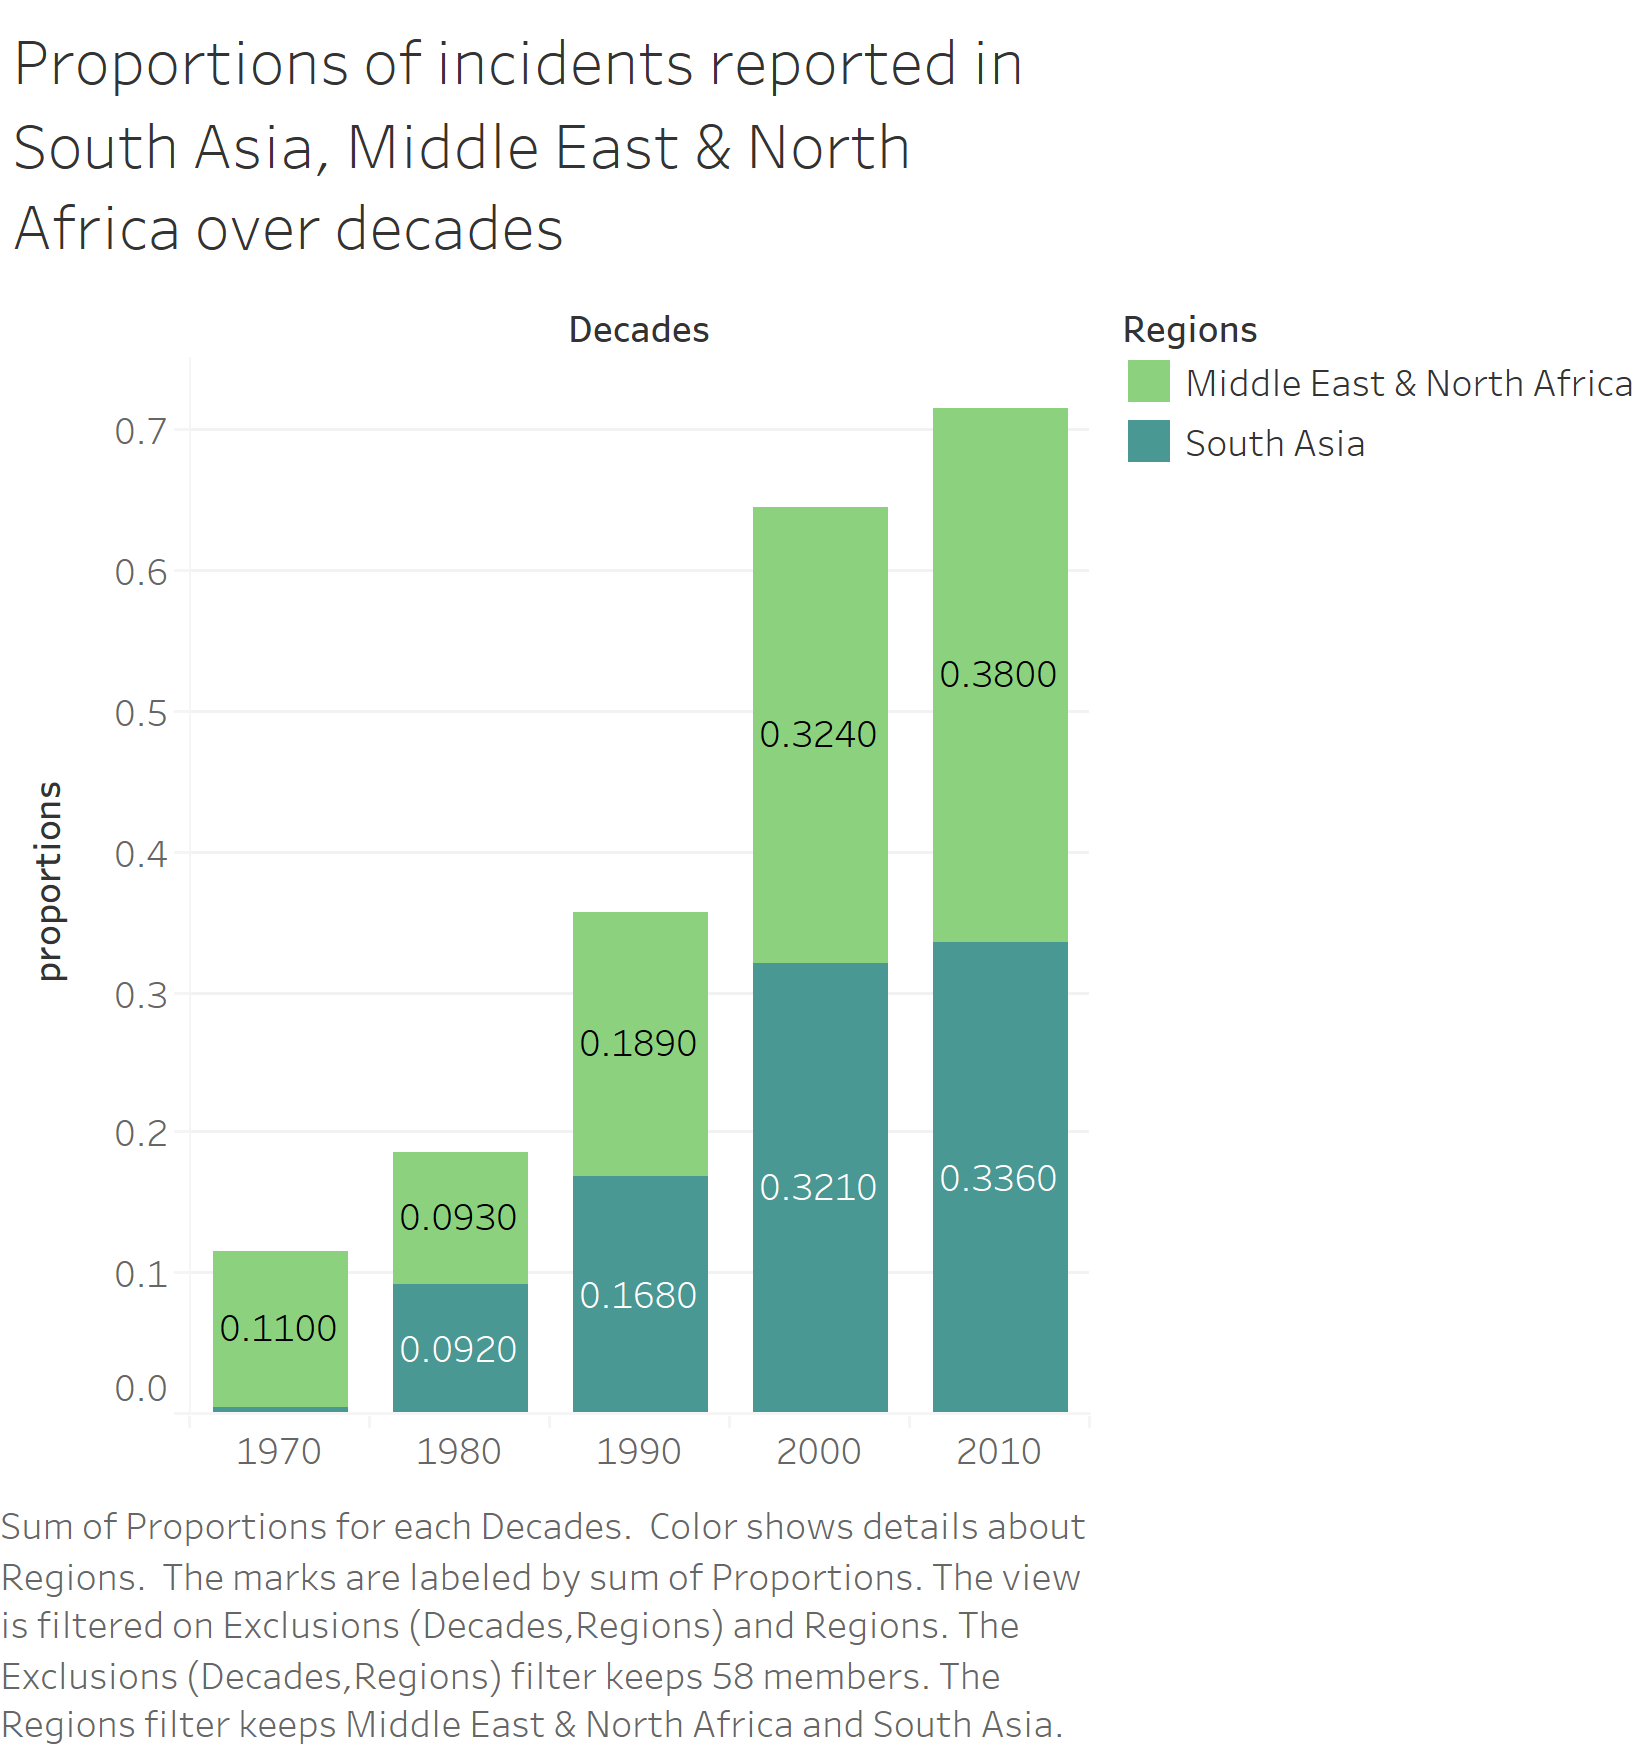 Proportions of incidents reported in
South Asia, Middle East & North
Africa over decades
Decades
Regions
Middle East & North Africa
South Asia
proportions
0.7
0.6
0.5
0.4
0.3
0.2
0.1
0.0
0.1100
0.0930
0.0920
0.1890
0.1680
0.3240
0.3210
0.3800
0.3360
1970
1980
1990
2000
2010
Sum of Proportions for each Decades.  Color shows details about
Regions.  The marks are labeled by sum of Proportions. The view
is filtered on Exclusions (Decades,Regions) and Regions. The
Exclusions (Decades,Regions) filter keeps 58 members. The
Regions filter keeps Middle East & North Africa and South Asia.